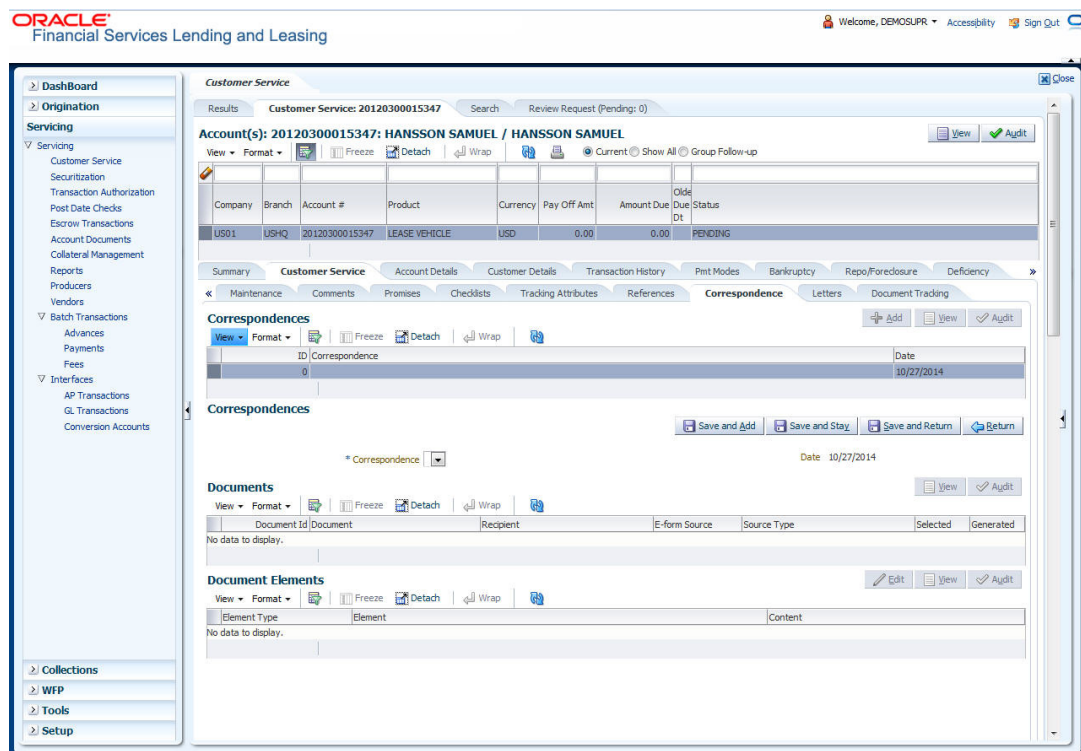 ORACLE
Welcome, DEMOSUPR Accessibility Sign Out
Financial Services Lending and Leasing
Close
DashBoard
Origination
Servicing
Servicing
Customer Service
Securitization
Transaction Authorization
Post Date Checks
Escrow Transactions
Account Documents
Collateral Management
Reports
Producers
Vendors
Batch Transactions
Advances
Payments
Fees
Interfaces
AP Transactions
GL Transactions
Conversion Accounts
Collections
WFP
Tools
Setup
Customer Service
Results Customer Service: 20120300015347 Search Review Request (Pending: 0)
Account(s): 20120300015347: HANSSON SAMUEL / HANSSON SAMUEL View Audit
View Format Freeze Detach Wrap Current Show All Group Follow-up
Company Branch Account # Product Currency Pay Off Amt Amount Due Olde Due Dt Status
US01 USHQ 20120300015347 LEASE VEHICLE USD 0.00 0.00 PENDING
Summary Customer Service Account Details Customer Details Transaction History Pmt Modes Bankruptcy Repo/Foreclosure Deficiency »
« Maintenance Comments Promises Checklists Tracking Attributes References Correspondence Letters Document Tracking
Correspondences Add View Audit
View Format Freeze Detach Wrap
ID Correspondence Date
0 10/27/2014
Correspondences
Save and Add Save and Stay Save and Return Return
* Correspondence Date 10/27/2014
Documents View Audit
View Format Freeze Detach Wrap
Document Id Document Recipient E-form Source Source Type Selected Generated
No data to display.
Document Elements Edit View Audit
View Format Freeze Detach Wrap
Element Type Element Content
No data to display.